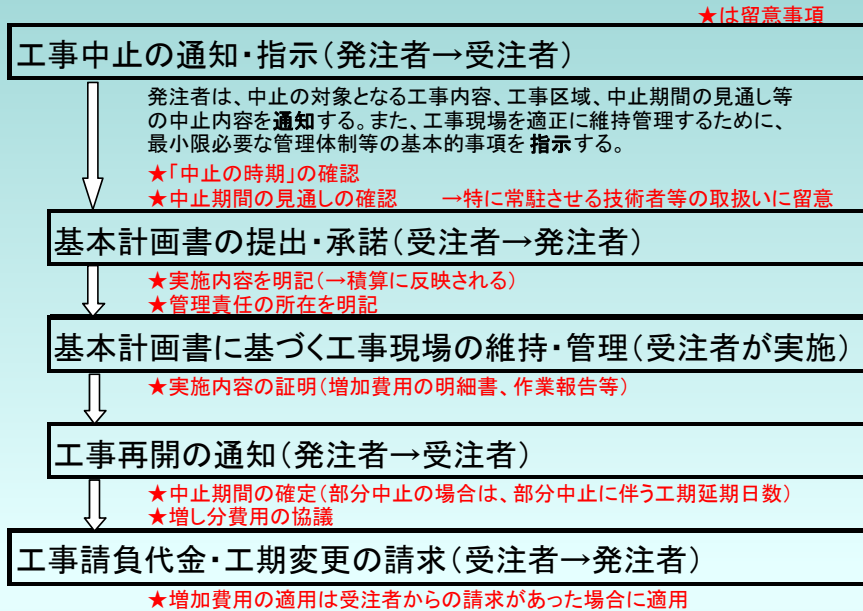 ★は留意事項
工事中止の通知・指示（発注者→受注者）
発注者は、中止の対象となる工事内容、工事区域、中止期間の見通し等
の中止内容を通知する。また、工事現場を適正に維持管理するために、
最小限必要な管理体制等の基本的事項を 指示する。
★「中止の時期」の確認
★中止期間の見通しの確認　　→特に常駐させる技術者等の取扱いに留意
基本計画書の提出・承諾（受注者→発注者）
★実施内容を明記（→積算に反映される）
★管理責任の所在を明記
基本計画書に基づく工事現場の維持・管理（受注者が実施）
★実施内容の証明（増加費用の明細書、作業報告等）
工事再開の通知（発注者→受注者）
★中止期間の確定（部分中止の場合は、部分中止に伴う工期延期日数）
★増し分費用の協議
工事請負代金・工期変更の請求（受注者→発注者）
★増加費用の適用は受注者からの請求があった場合に適用